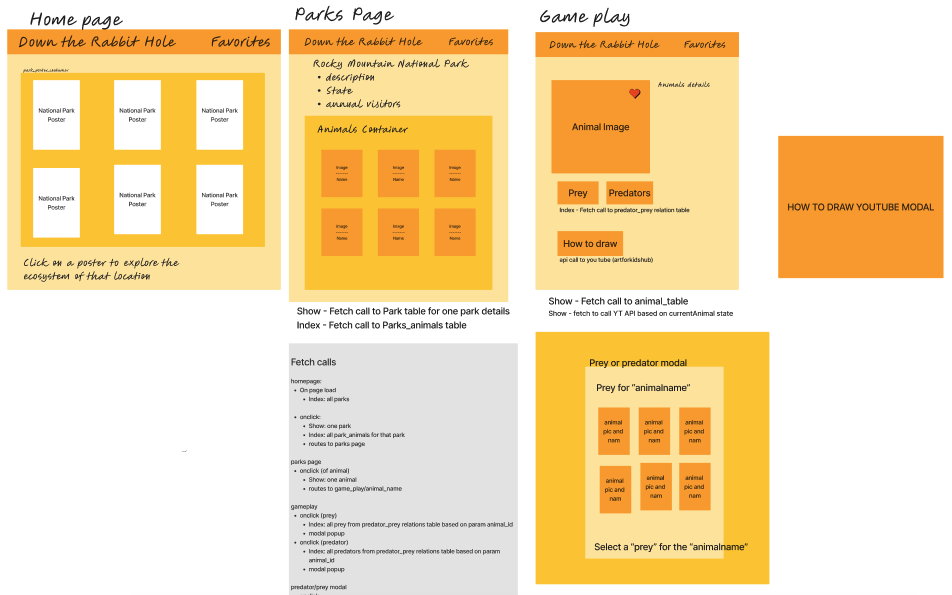 Home page
Down the Rabbit Hole Favorites
park_poster_container
National Park
Poster
National Park
Poster
National Park
Poster
National Park
Poster
National Park
Poster
National Park
Poster
Click on a poster to explore the
ecosystem of that location
Parks Page
Down the Rabbit Hole Favorites
Rocky Mountain National Park
• description
• State
• annual visitors
Animals Container
Image
--------
Name
Image
--------
Name
Image
--------
Name
Image
--------
Name
Image
--------
Name
Image
--------
Name
Show - Fetch call to Park table for one park details
Index - Fetch call to Parks_animals table
Game play
Down the Rabbit Hole Favorites
Animals details
Animal Image
Prey
Predators
Index - Fetch call to predator_prey relation table
How to draw
api call to you tube (artforkidshub)
Show - Fetch call to animal_table
Show - fetch to call YT API based on currentAnimal state
HOW TO DRAW YOUTUBE MODAL
Fetch calls
homepage:
• On page load
• Index: all parks
• onclick:
• Show: one park
• Index: all park_animals for that park
• routes to parks page
parks page
• onclick (of animal)
• Show: one animal
• routes to game_play/animal_name
gameplay
• onclick (prey)
• Index: all prey from predator_prey relations table based on param animal_id
• modal popup
• onclick (predator)
• Index: all predators from predator_prey relations table based on param
animal_id
• modal popup
predator/prey modal
Prey or predator modal
Prey for "animalname"
animal
pic and
nam
animal
pic and
nam
animal
pic and
nam
animal
pic and
nam
animal
pic and
nam
animal
pic and
nam
Select a "prey" for the "animalname"